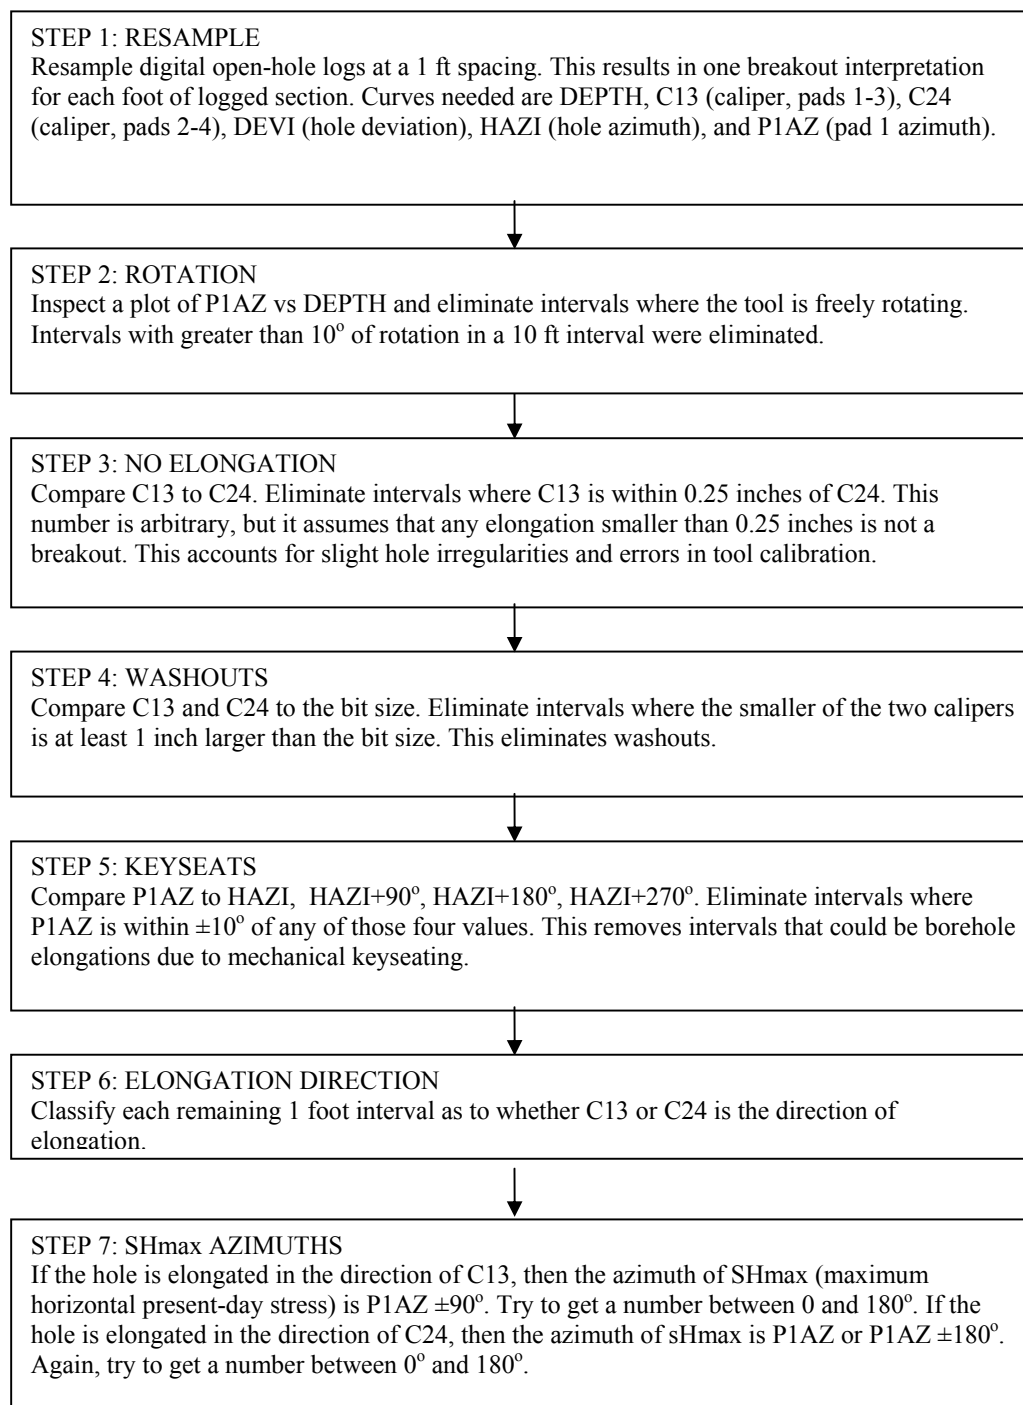 STEP 1: RESAMPLE
Resample digital open-hole logs at a 1 ft spacing. This results in one breakout interpretation
for each foot of logged section. Curves needed are DEPTH, C13 (caliper, pads 1-3), C24
(caliper, pads 2-4), DEVI (hole deviation), HAZI (hole azimuth), and P1AZ (pad 1 azimuth).
STEP 2: ROTATION
Inspect a plot of P1AZ vs DEPTH and eliminate intervals where the tool is freely rotating.
Intervals with greater than 10° of rotation in a 10 ft interval were eliminated.
STEP 3: NO ELONGATION
Compare C13 to C24. Eliminate intervals where C13 is within 0.25 inches of C24. This
number is arbitrary, but it assumes that any elongation smaller than 0.25 inches is not a
breakout. This accounts for slight hole irregularities and errors in tool calibration.
STEP 4: WASHOUTS
Compare C13 and C24 to the bit size. Eliminate intervals where the smaller of the two calipers
is at least 1 inch larger than the bit size. This eliminates washouts.
STEP 5: KEYSEATS
Compare P1AZ to HAZI, HAZI+90°, HAZI+180°, HAZI+270°. Eliminate intervals where
P1AZ is within ±10° of any of those four values. This removes intervals that could be borehole
elongations due to mechanical keyseating.
STEP 6: ELONGATION DIRECTION
Classify each remaining 1 foot interval as to whether C13 or C24 is the direction of
elongation.
STEP 7: SHmax AZIMUTHS
If the hole is elongated in the direction of C13, then the azimuth of SHmax (maximum
horizontal present-day stress) is P1AZ ±90°. Try to get a number between 0 and 180°. If the
hole is elongated in the direction of C24, then the azimuth of sHmax is P1AZ or P1AZ ±180°.
Again, try to get a number between 0° and 180°.